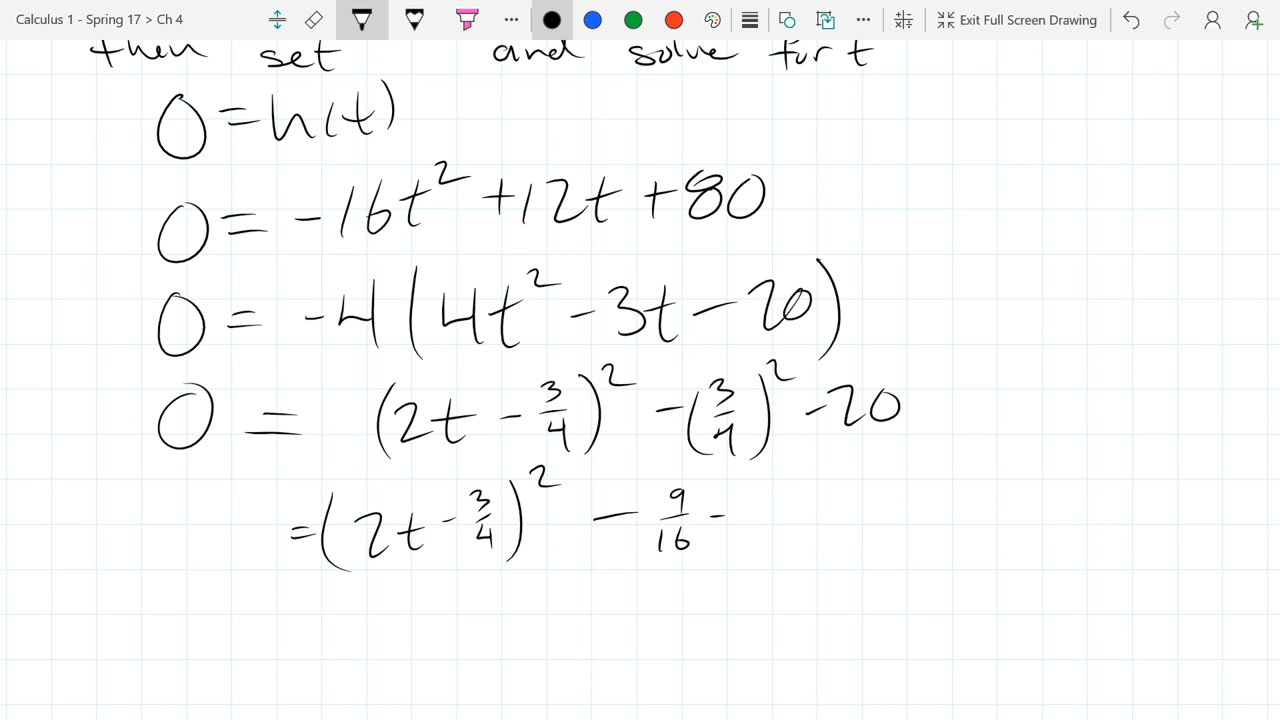 Calculus 1 - Spring 17 > Ch 4 Exit Full Screen Drawing
then set and solve for t
0 = h(t)
0 = -16t² + 12t + 80
0 = -4(4t² - 3t - 20)
0 = (2t - 3/4)² - (3/4)² - 20
= (2t - 3/4)² - 9/16 -